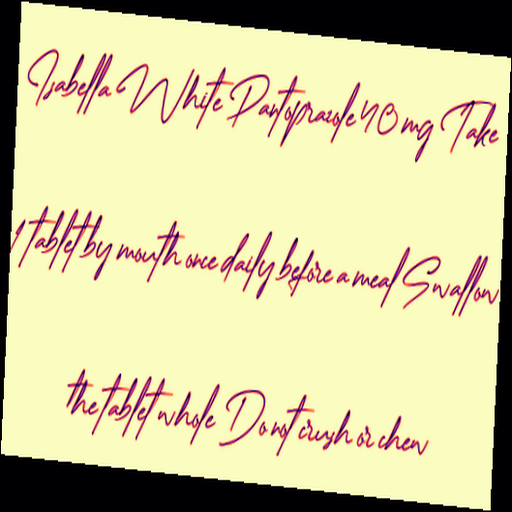 Isabella White Pantoprazole 40 mg Take
1 tablet by mouth once daily before a meal Swallow
the tablet whole Do not crush or chew